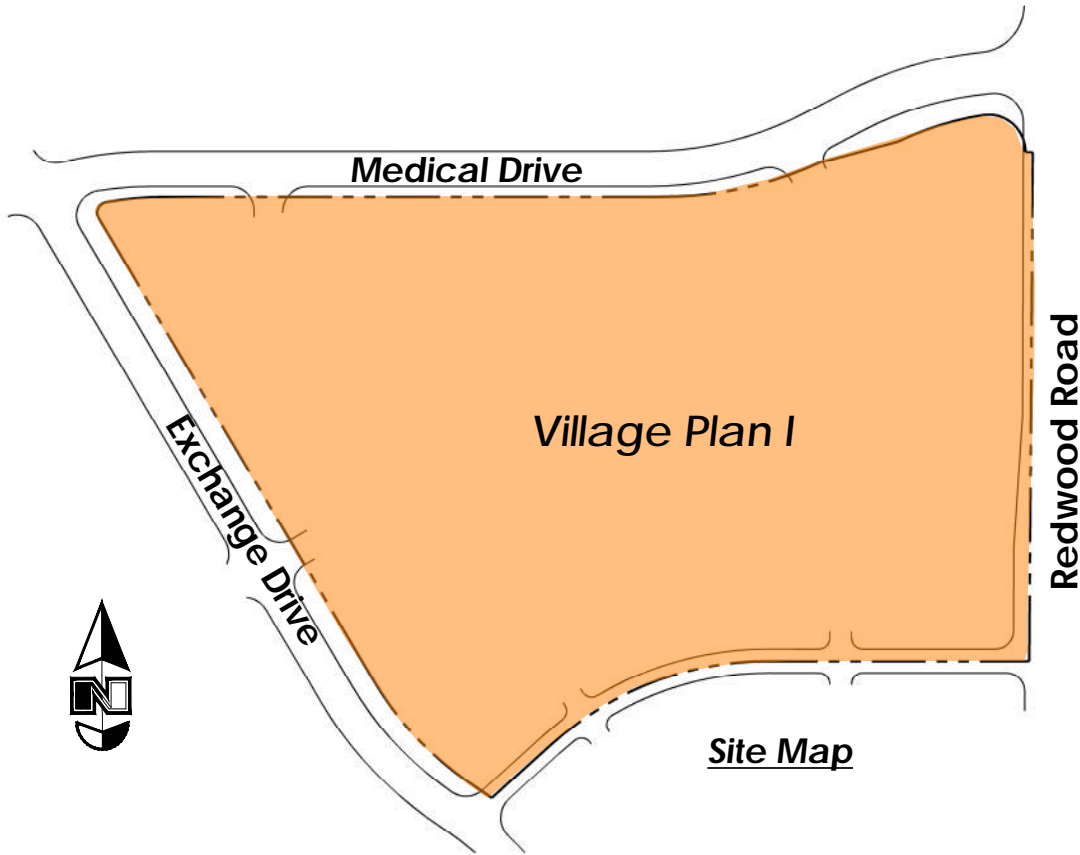 Medical Drive
Village Plan I
Redwood Road
Exchange Drive
N
Site Map